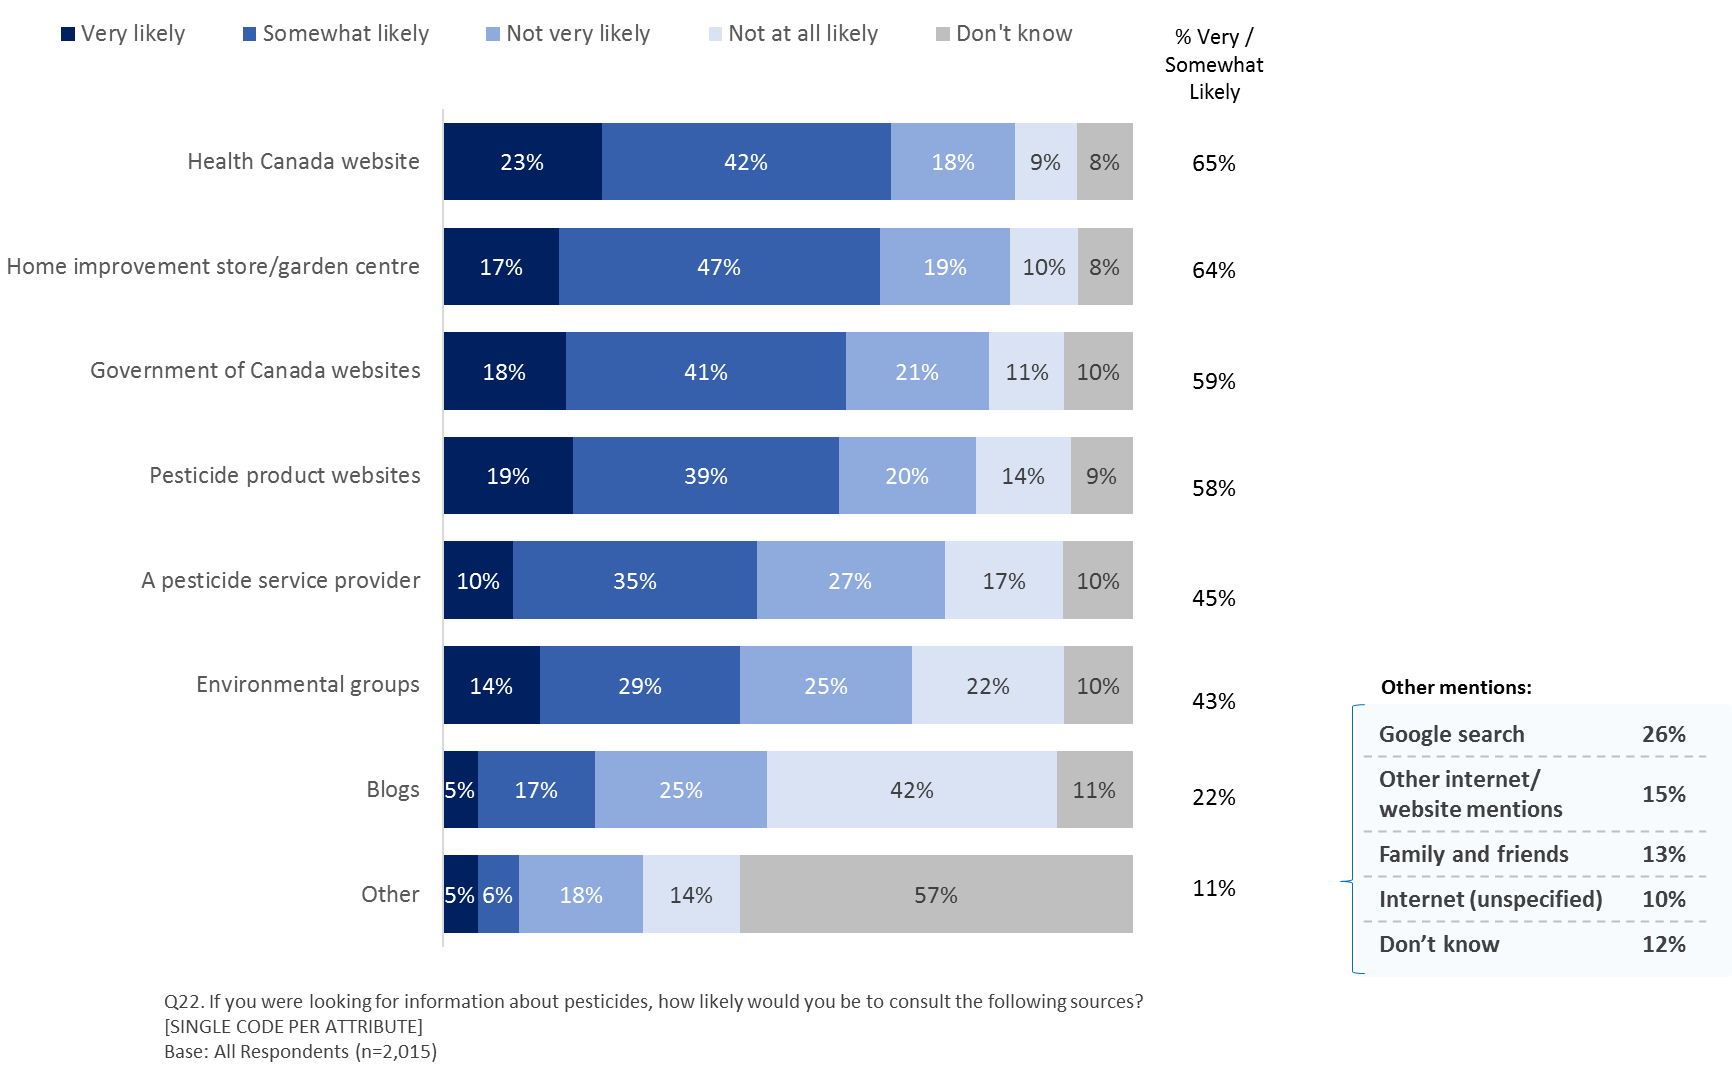 Very likely
Somewhat likely
Not very likely
Not at all likely
Don't know
% Very /
Somewhat
Likely
Health Canada website
23%
42%
18%
9%
8%
65%
Home improvement store/garden centre
17%
47%
19%
10%
8%
64%
Government of Canada websites
18%
41%
21%
11%
10%
59%
Pesticide product websites
19%
39%
20%
14%
9%
58%
A pesticide service provider
10%
35%
27%
17%
10%
45%
Environmental groups
14%
29%
25%
22%
10%
43%
Blogs
5%
17%
25%
42%
11%
22%
Other
5%
6%
18%
14%
57%
11%
Other mentions:
Google search 26%
Other internet/
website mentions 15%
Family and friends 13%
Internet (unspecified) 10%
Don’t know 12%
Q22. If you were looking for information about pesticides, how likely would you be to consult the following sources?
[SINGLE CODE PER ATTRIBUTE]
Base: All Respondents (n=2,015)